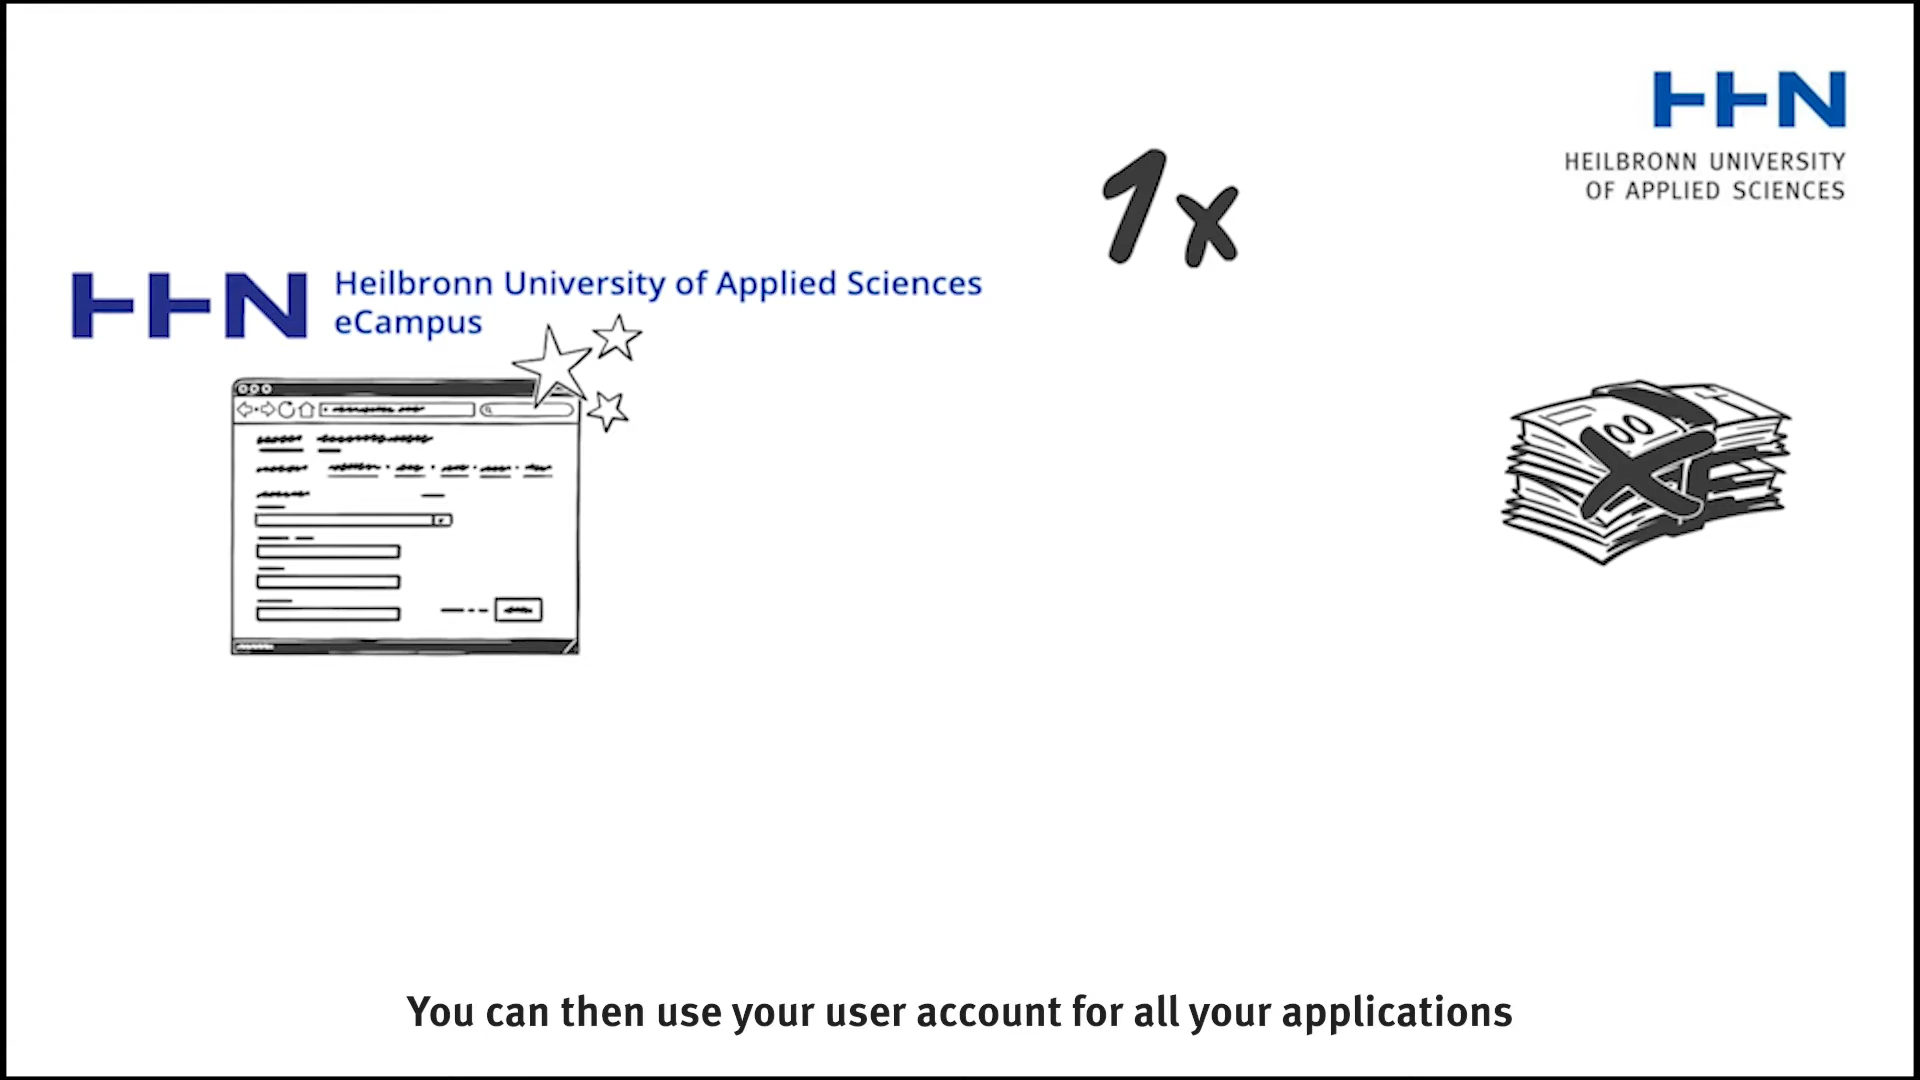 HHN
HEILBRONN UNIVERSITY
OF APPLIED SCIENCES
1x
HHN
Heilbronn University of Applied Sciences
eCampus
00
You can then use your user account for all your applications